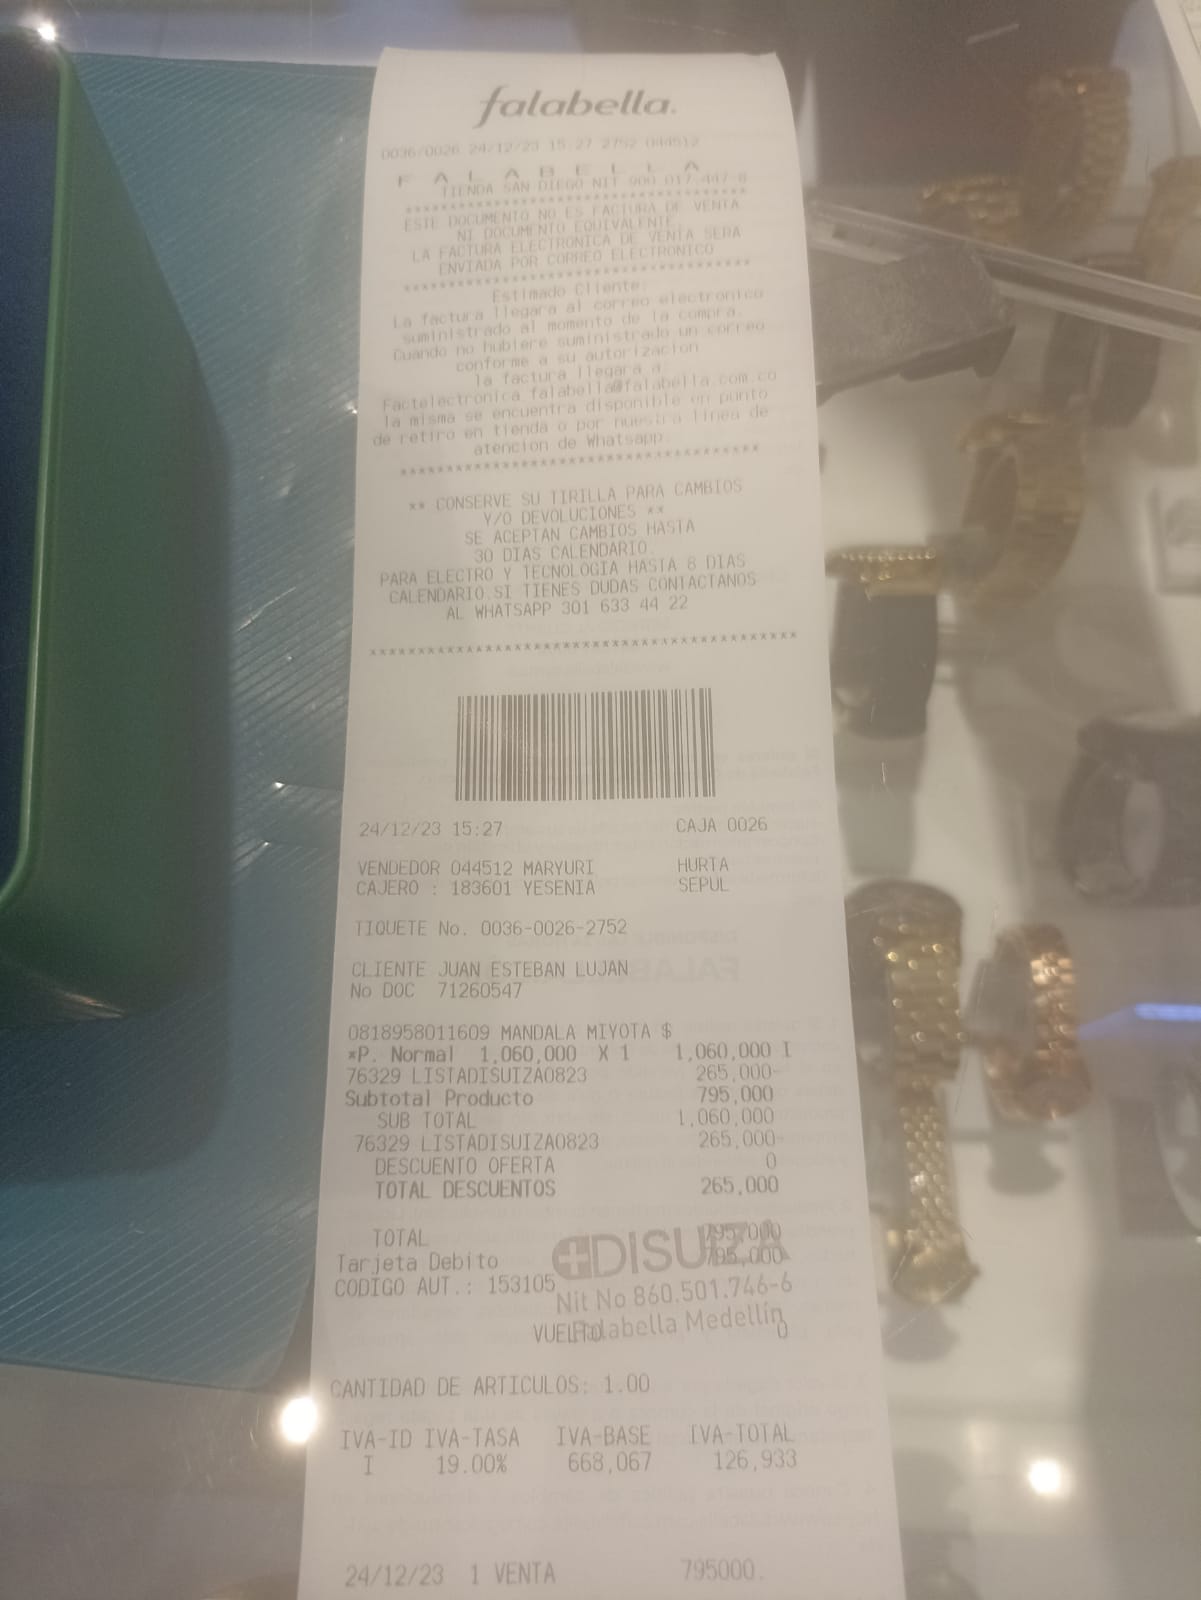 falabella.
0036/0026 24/12/23 15:27 2752 044512
F A L A B E L L A
TIENDA SAN DIEGO NIT 900.017.447-8
************************************
ESTE DOCUMENTO NO ES FACTURA DE VENTA
NI DOCUMENTO EQUIVALENTE.
LA FACTURA ELECTRONICA DE VENTA SERA
ENVIADA POR CORREO ELECTRONICO
************************************
Estimado Cliente:
La factura llegara al correo electronico
suministrado al momento de la compra.
Cuando no hubiere suministrado un correo
conforme a su autorizacion
la factura llegara a:
Factelectronica_falabella@falabella.com.co
la misma se encuentra disponible en punto
de retiro en tienda o por nuestra linea de
atencion de Whatsapp.
*************************************
** CONSERVE SU TIRILLA PARA CAMBIOS
Y/O DEVOLUCIONES **
SE ACEPTAN CAMBIOS HASTA
30 DIAS CALENDARIO.
PARA ELECTRO Y TECNOLOGIA HASTA 8 DIAS
CALENDARIO.SI TIENES DUDAS CONTACTANOS
AL WHATSAPP 301 633 44 22
********************************************
24/12/23 15:27 CAJA 0026
VENDEDOR 044512 MARYURI HURTA
CAJERO : 183601 YESENIA SEPUL
TIQUETE No. 0036-0026-2752
CLIENTE JUAN ESTEBAN LUJAN
No DOC 71260547
0818958011609 MANDALA MIYOTA $
*P. Normal 1,060,000 X 1 1,060,000 I
76329 LISTADISUIZA0823 265,000-
Subtotal Producto 795,000
SUB TOTAL 1,060,000
76329 LISTADISUIZA0823 265,000-
DESCUENTO OFERTA 0
TOTAL DESCUENTOS 265,000
TOTAL 795,000
Tarjeta Debito 795,000
DISUIZA
CODIGO AUT.: 153105
Nit No 860.501.746-6
Falabella Medellín
VUELTO 0
CANTIDAD DE ARTICULOS: 1.00
IVA-ID IVA-TASA IVA-BASE IVA-TOTAL
I 19.00% 668,067 126,933
24/12/23 1 VENTA 795000.